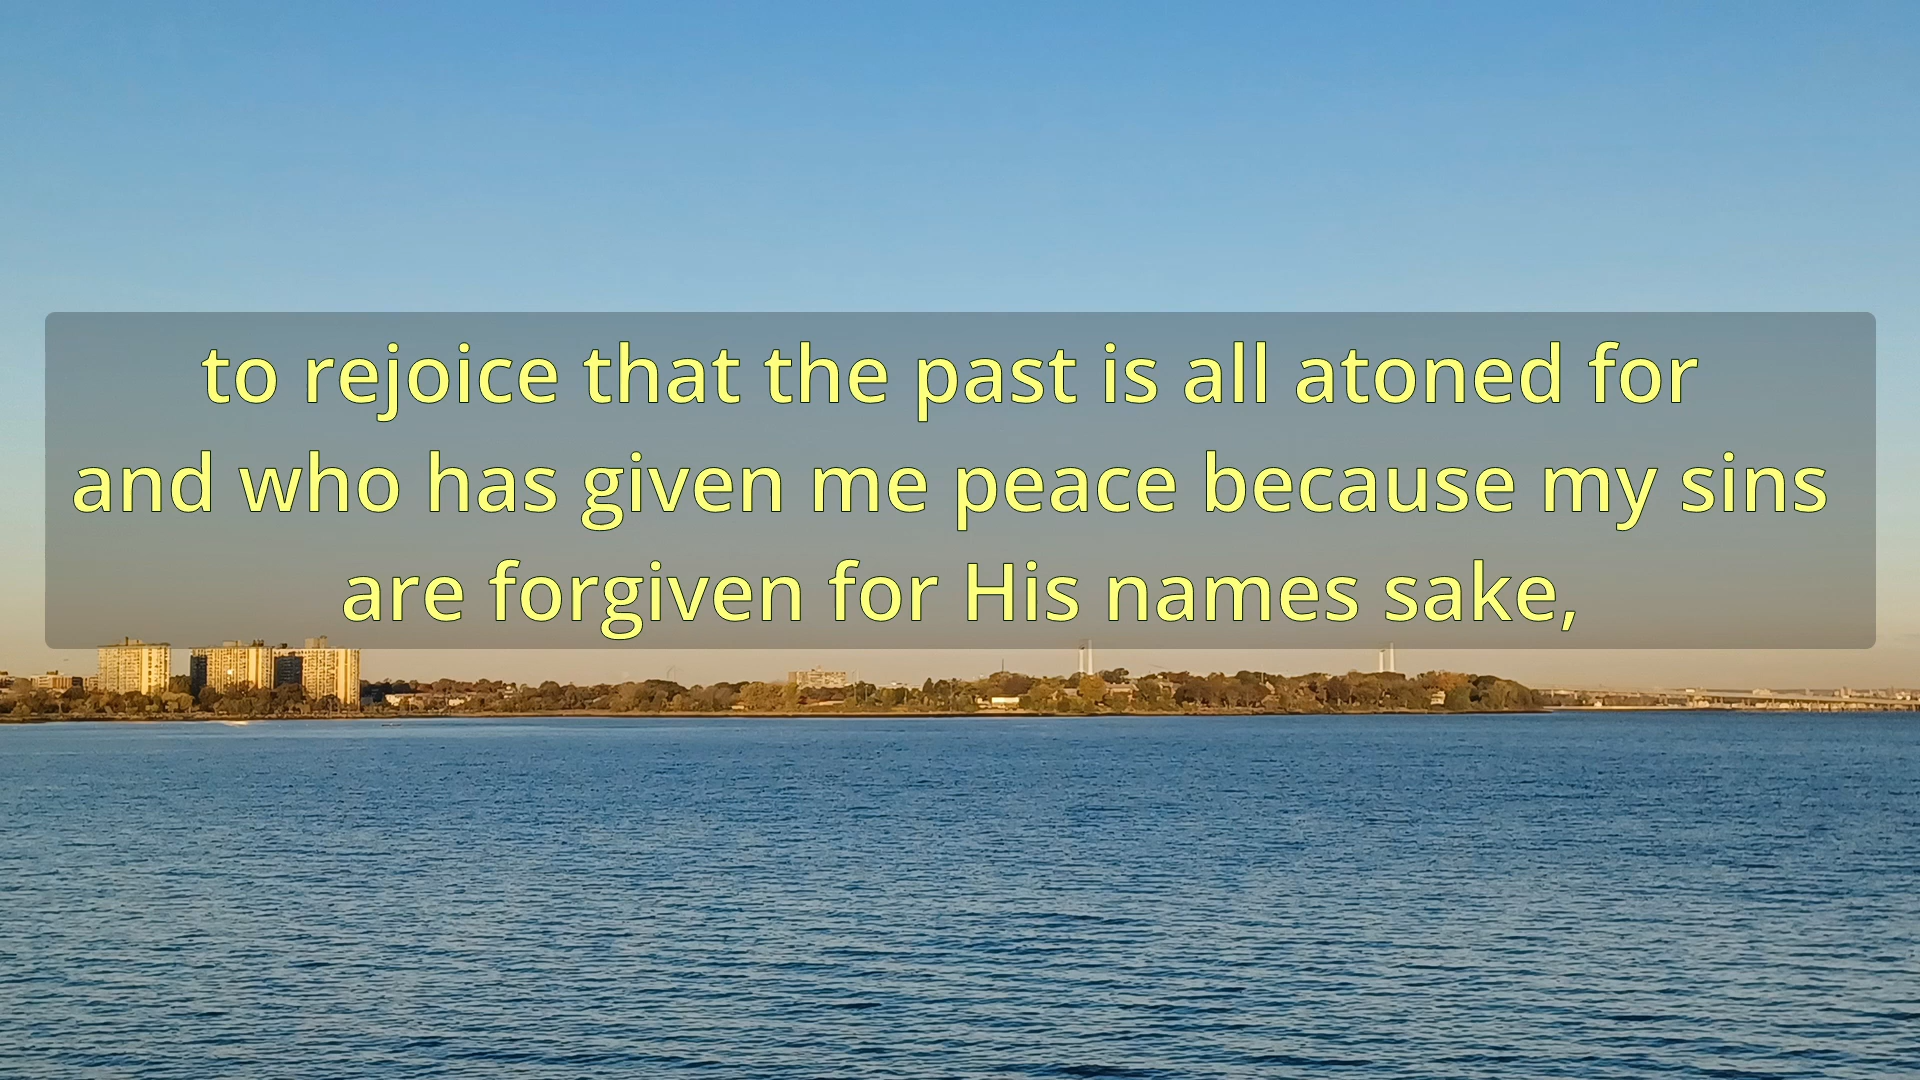 to rejoice that the past is all atoned for
and who has given me peace because my sins
are forgiven for His names sake,